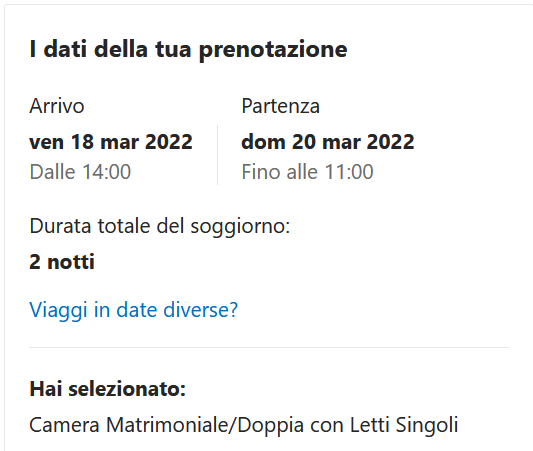 I dati della tua prenotazione
Arrivo
ven 18 mar 2022
Dalle 14:00
Partenza
dom 20 mar 2022
Fino alle 11:00
Durata totale del soggiorno:
2 notti
Viaggi in date diverse?
Hai selezionato:
Camera Matrimoniale/Doppia con Letti Singoli